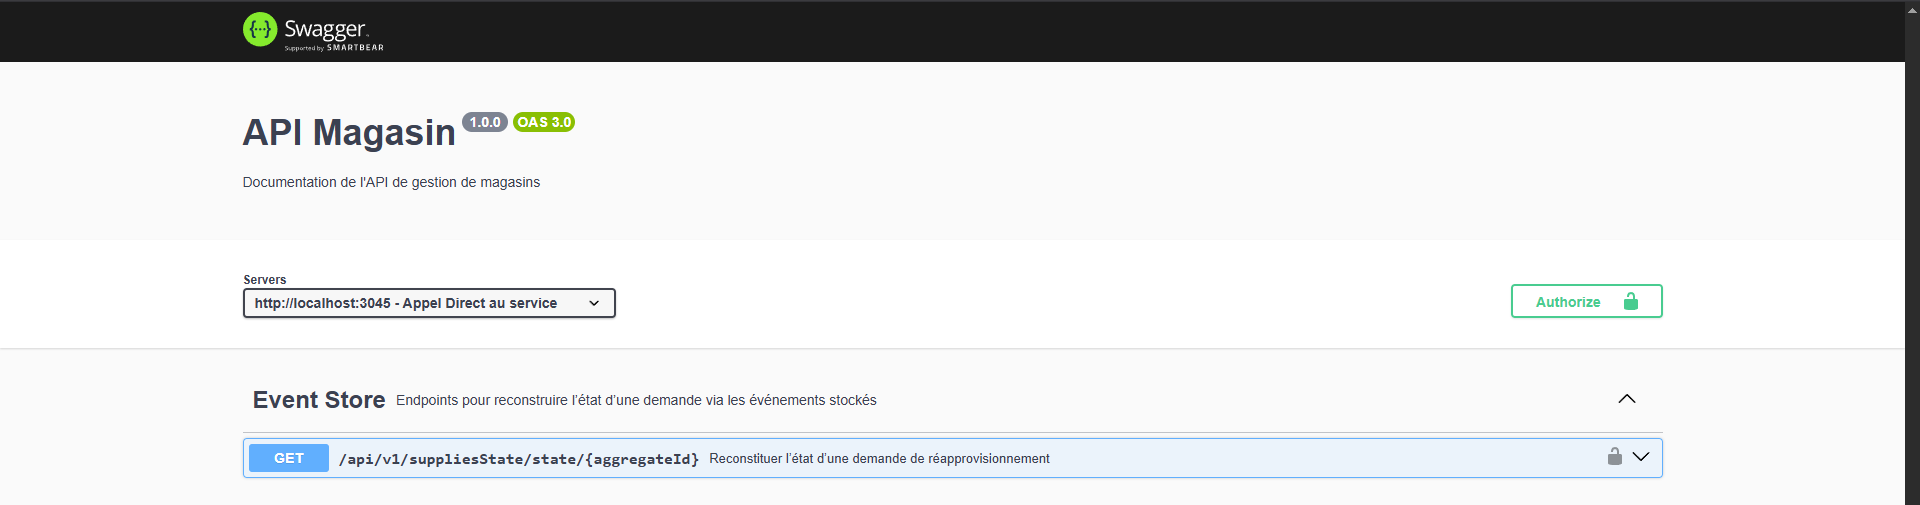 {···} Swagger
Supported by SMARTBEAR
API Magasin 1.0.0 OAS 3.0
Documentation de l'API de gestion de magasins
Servers
http://localhost:3045 - Appel Direct au service
Authorize
Event Store Endpoints pour reconstruire l’état d’une demande via les événements stockés
GET /api/v1/suppliesState/state/{aggregateId} Reconstituer l’état d’une demande de réapprovisionnement